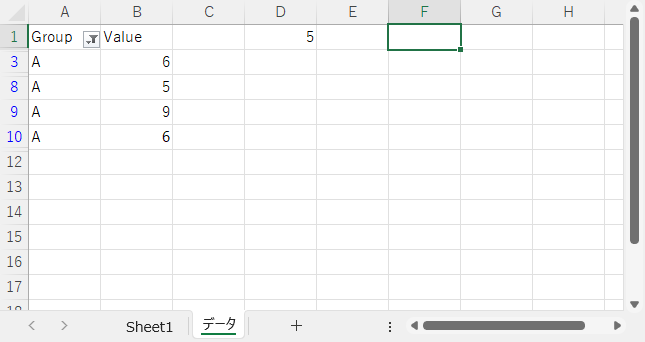 A B C D E F G H
1 Group Value 5
3 A 6
8 A 5
9 A 9
10 A 6
12
13
14
15
16
17
18
Sheet1 データ